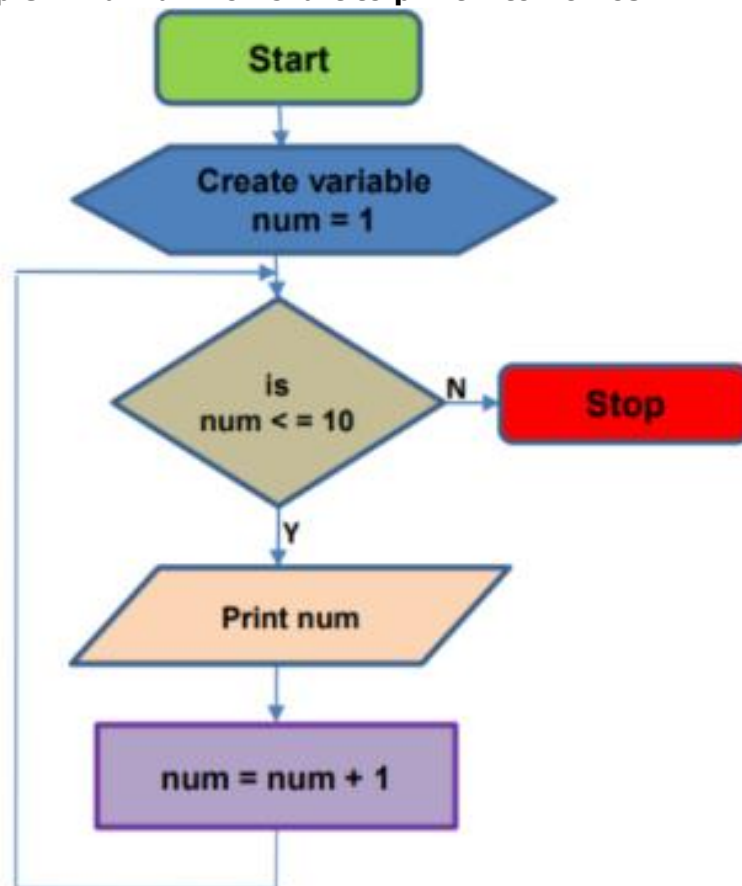 Start
Create variable
num = 1
is
num < = 10
N
Stop
Y
Print num
num = num + 1